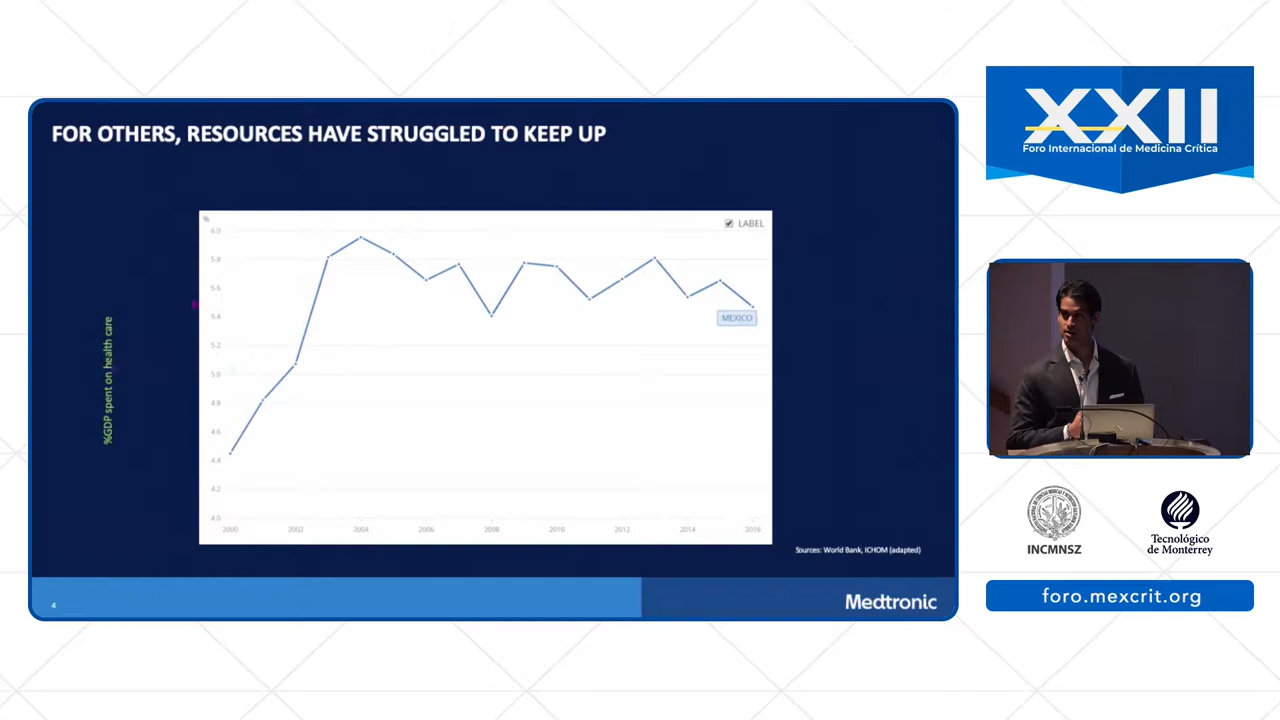 FOR OTHERS, RESOURCES HAVE STRUGGLED TO KEEP UP
%
LABEL
6.0
5.8
5.6
5.4
5.2
5.0
4.8
4.6
4.4
4.2
4.0
MEXICO
2000 2002 2004 2006 2008 2010 2012 2014 2016
%GDP spent on health care
Sources: World Bank, ICHOM (adapted)
4
Medtronic
XXII
Foro Internacional de Medicina Crítica
INCMNSZ
Tecnológico
de Monterrey
foro.mexcrit.org